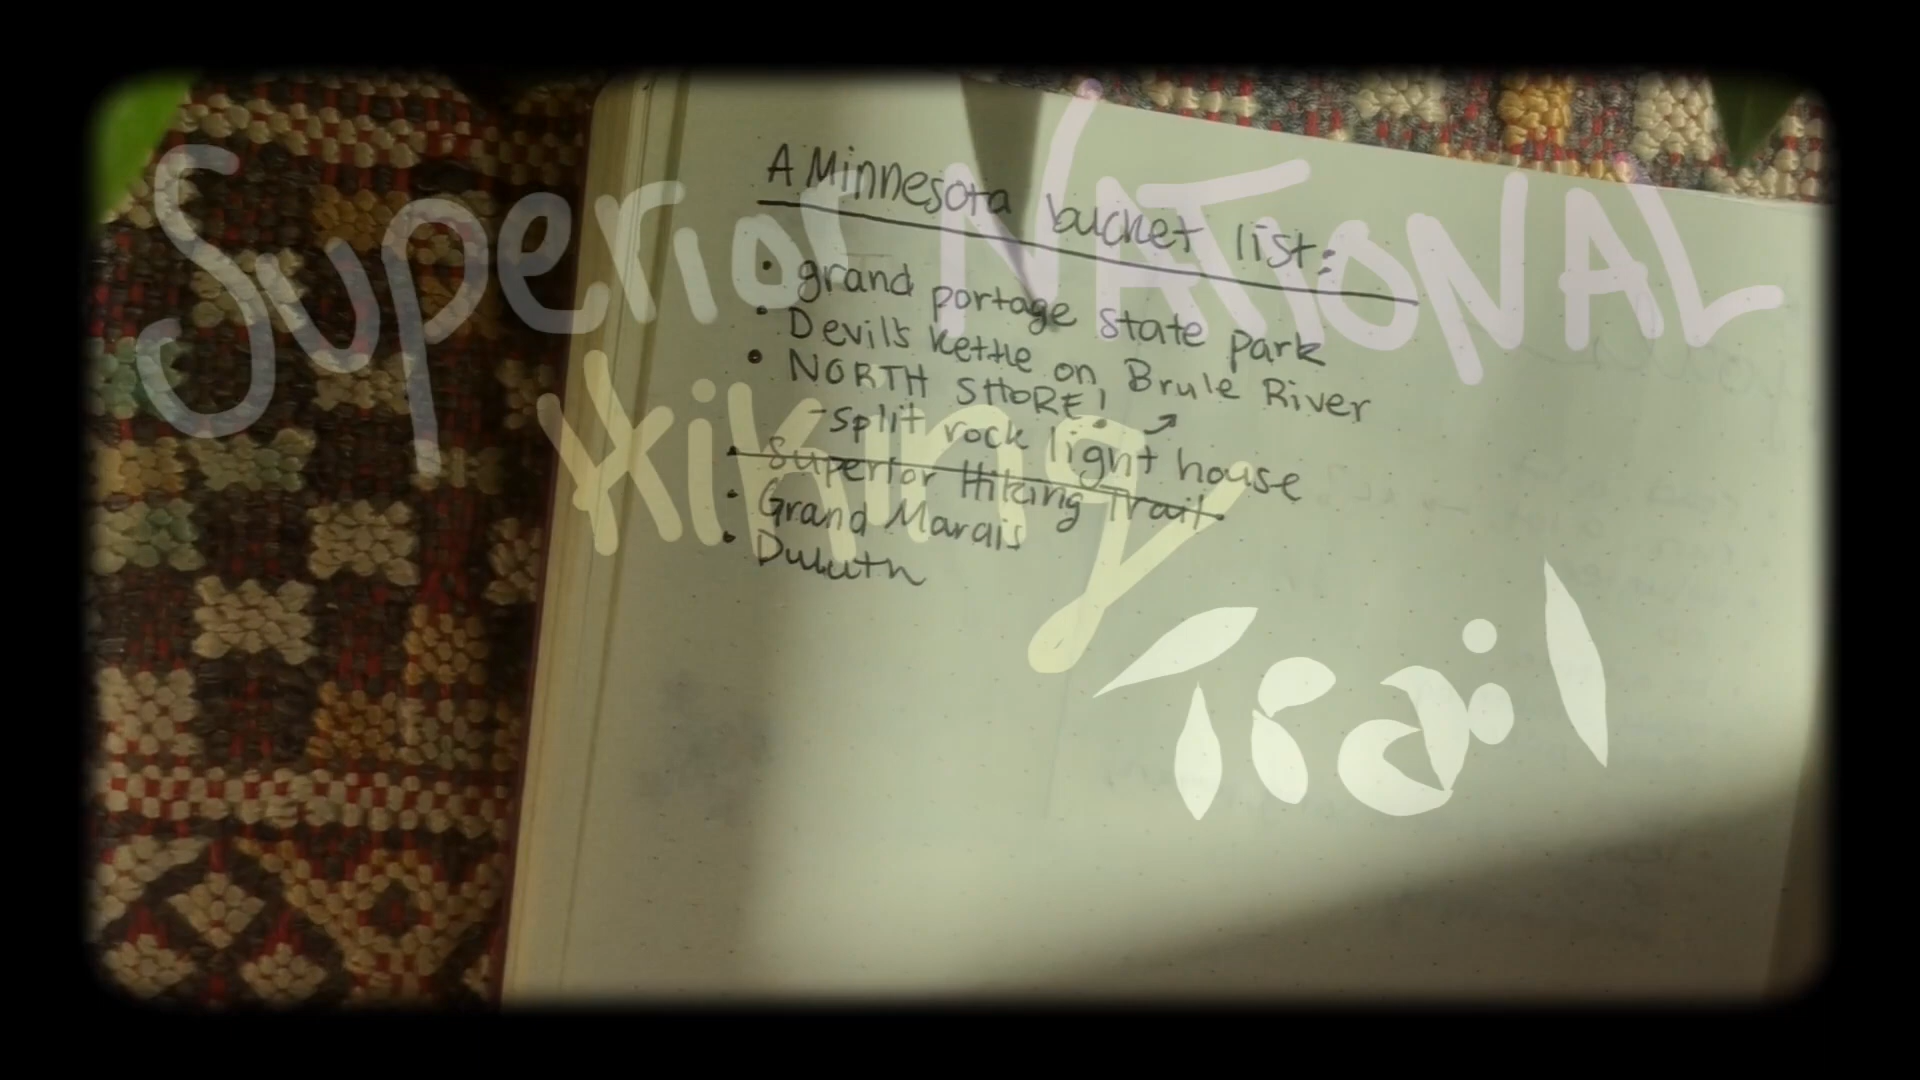 Superior NATIONAL
Hiking
Trail
A Minnesota bucket list:
• grand portage state park
• Devil's Kettle on Brule River
• NORTH SHORE!
-split rock light house
• Superior Hiking Trail
• Grand Marais
• Duluth